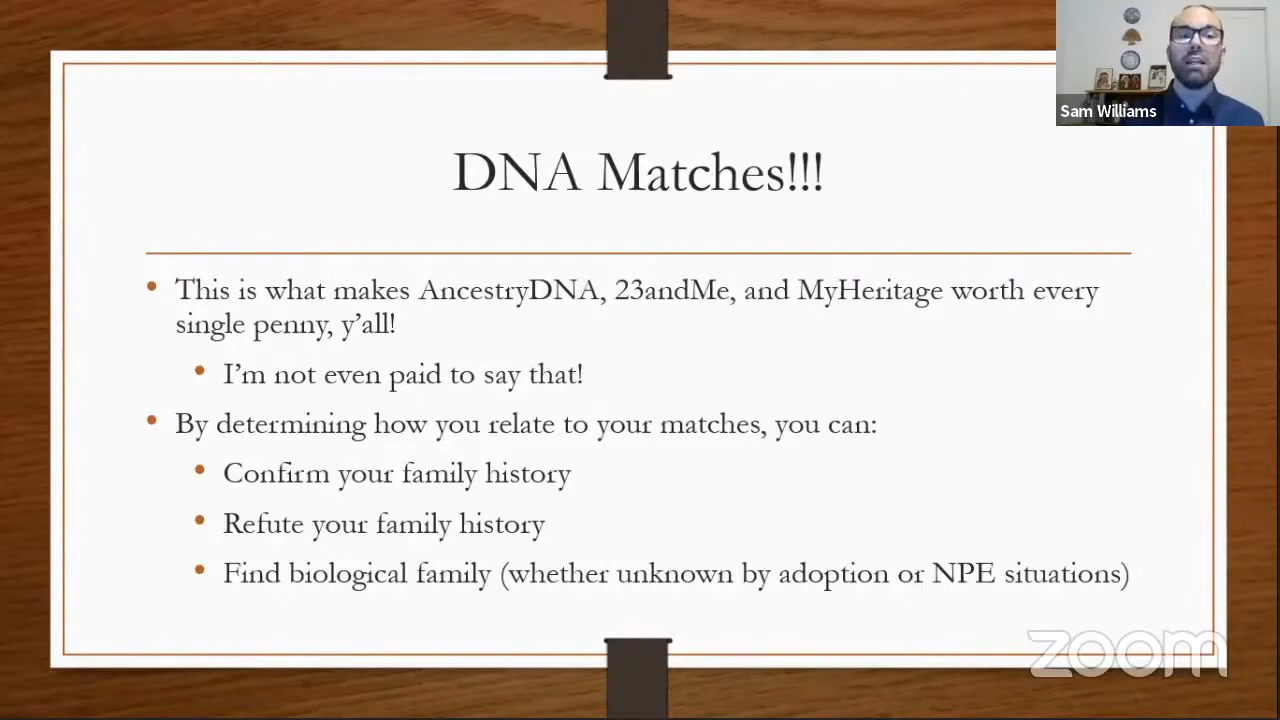 Sam Williams
DNA Matches!!!
• This is what makes AncestryDNA, 23andMe, and MyHeritage worth every
single penny, y’all!
• I’m not even paid to say that!
• By determining how you relate to your matches, you can:
• Confirm your family history
• Refute your family history
• Find biological family (whether unknown by adoption or NPE situations)
zoom